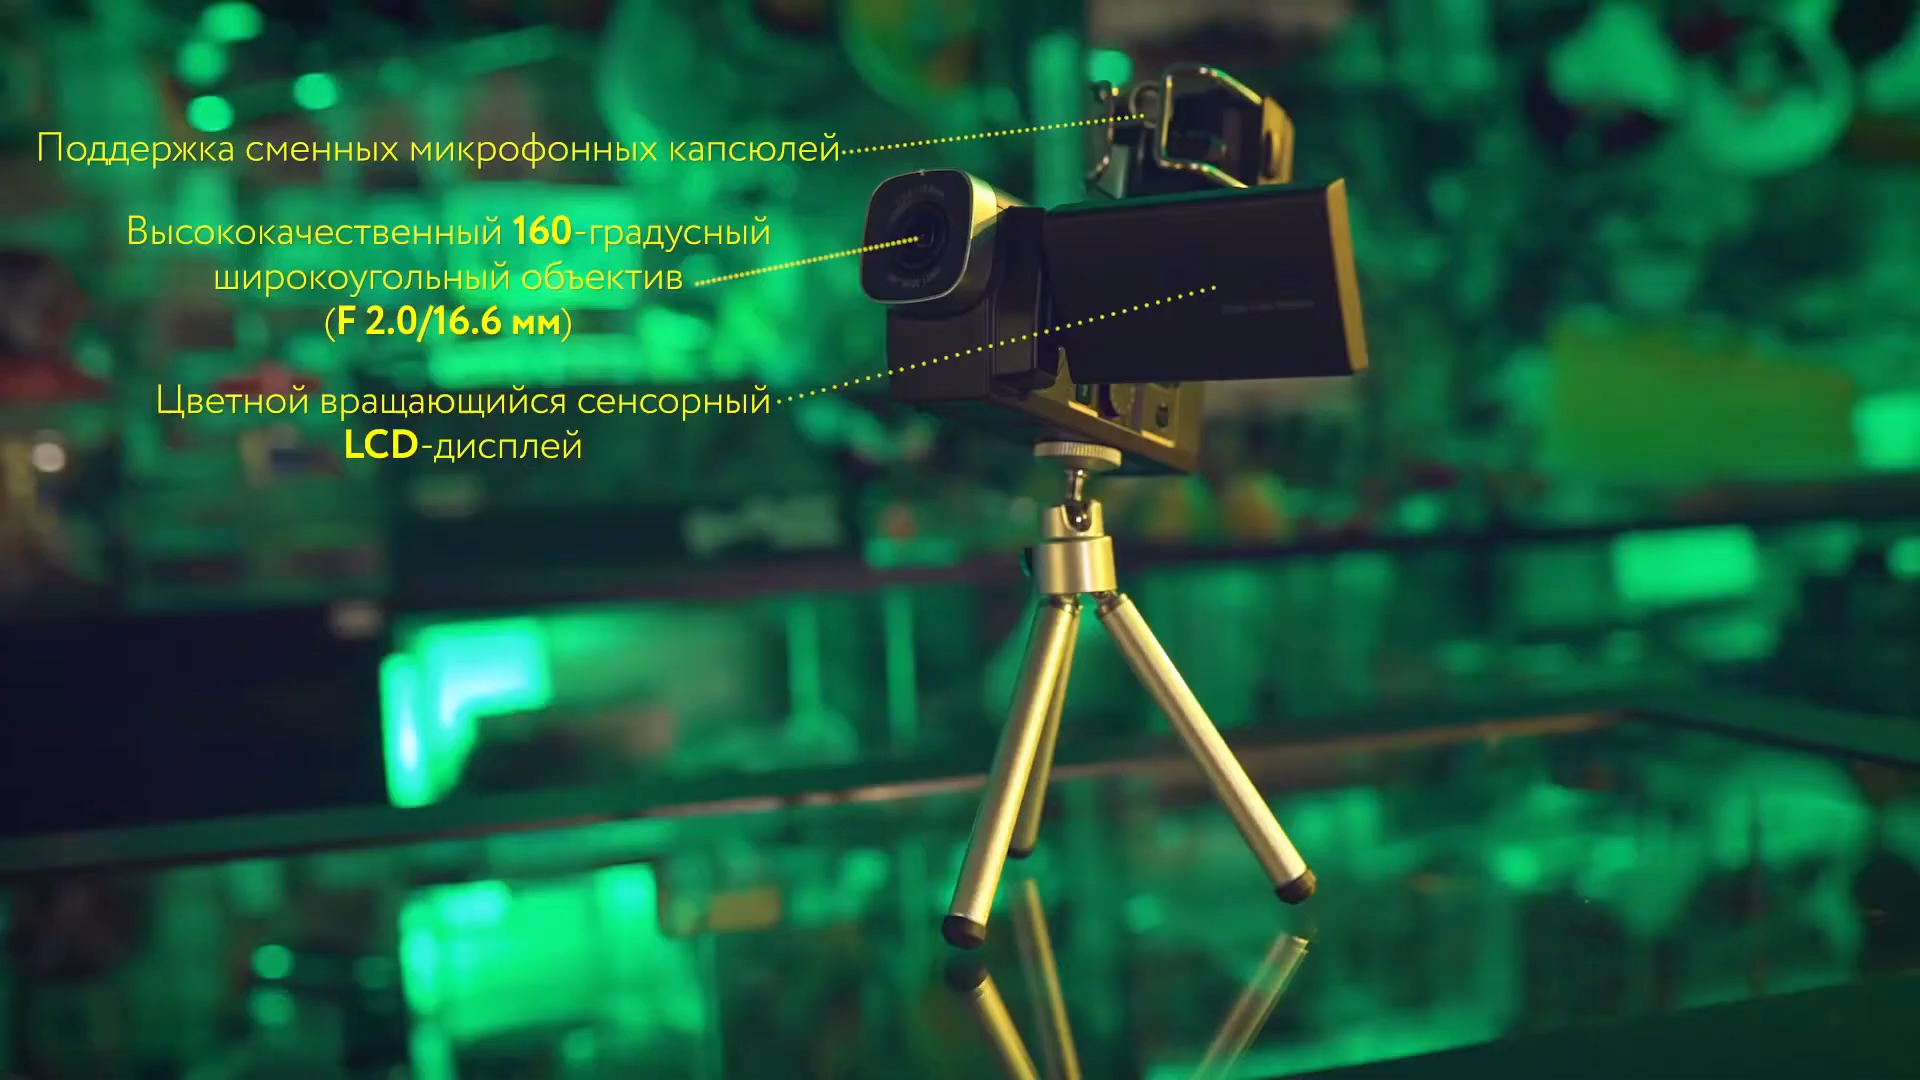 Поддержка сменных микрофонных капсюлей
Высококачественный 160-градусный
широкоугольный объектив
(F 2.0/16.6 мм)
Цветной вращающийся сенсорный
LCD-дисплей